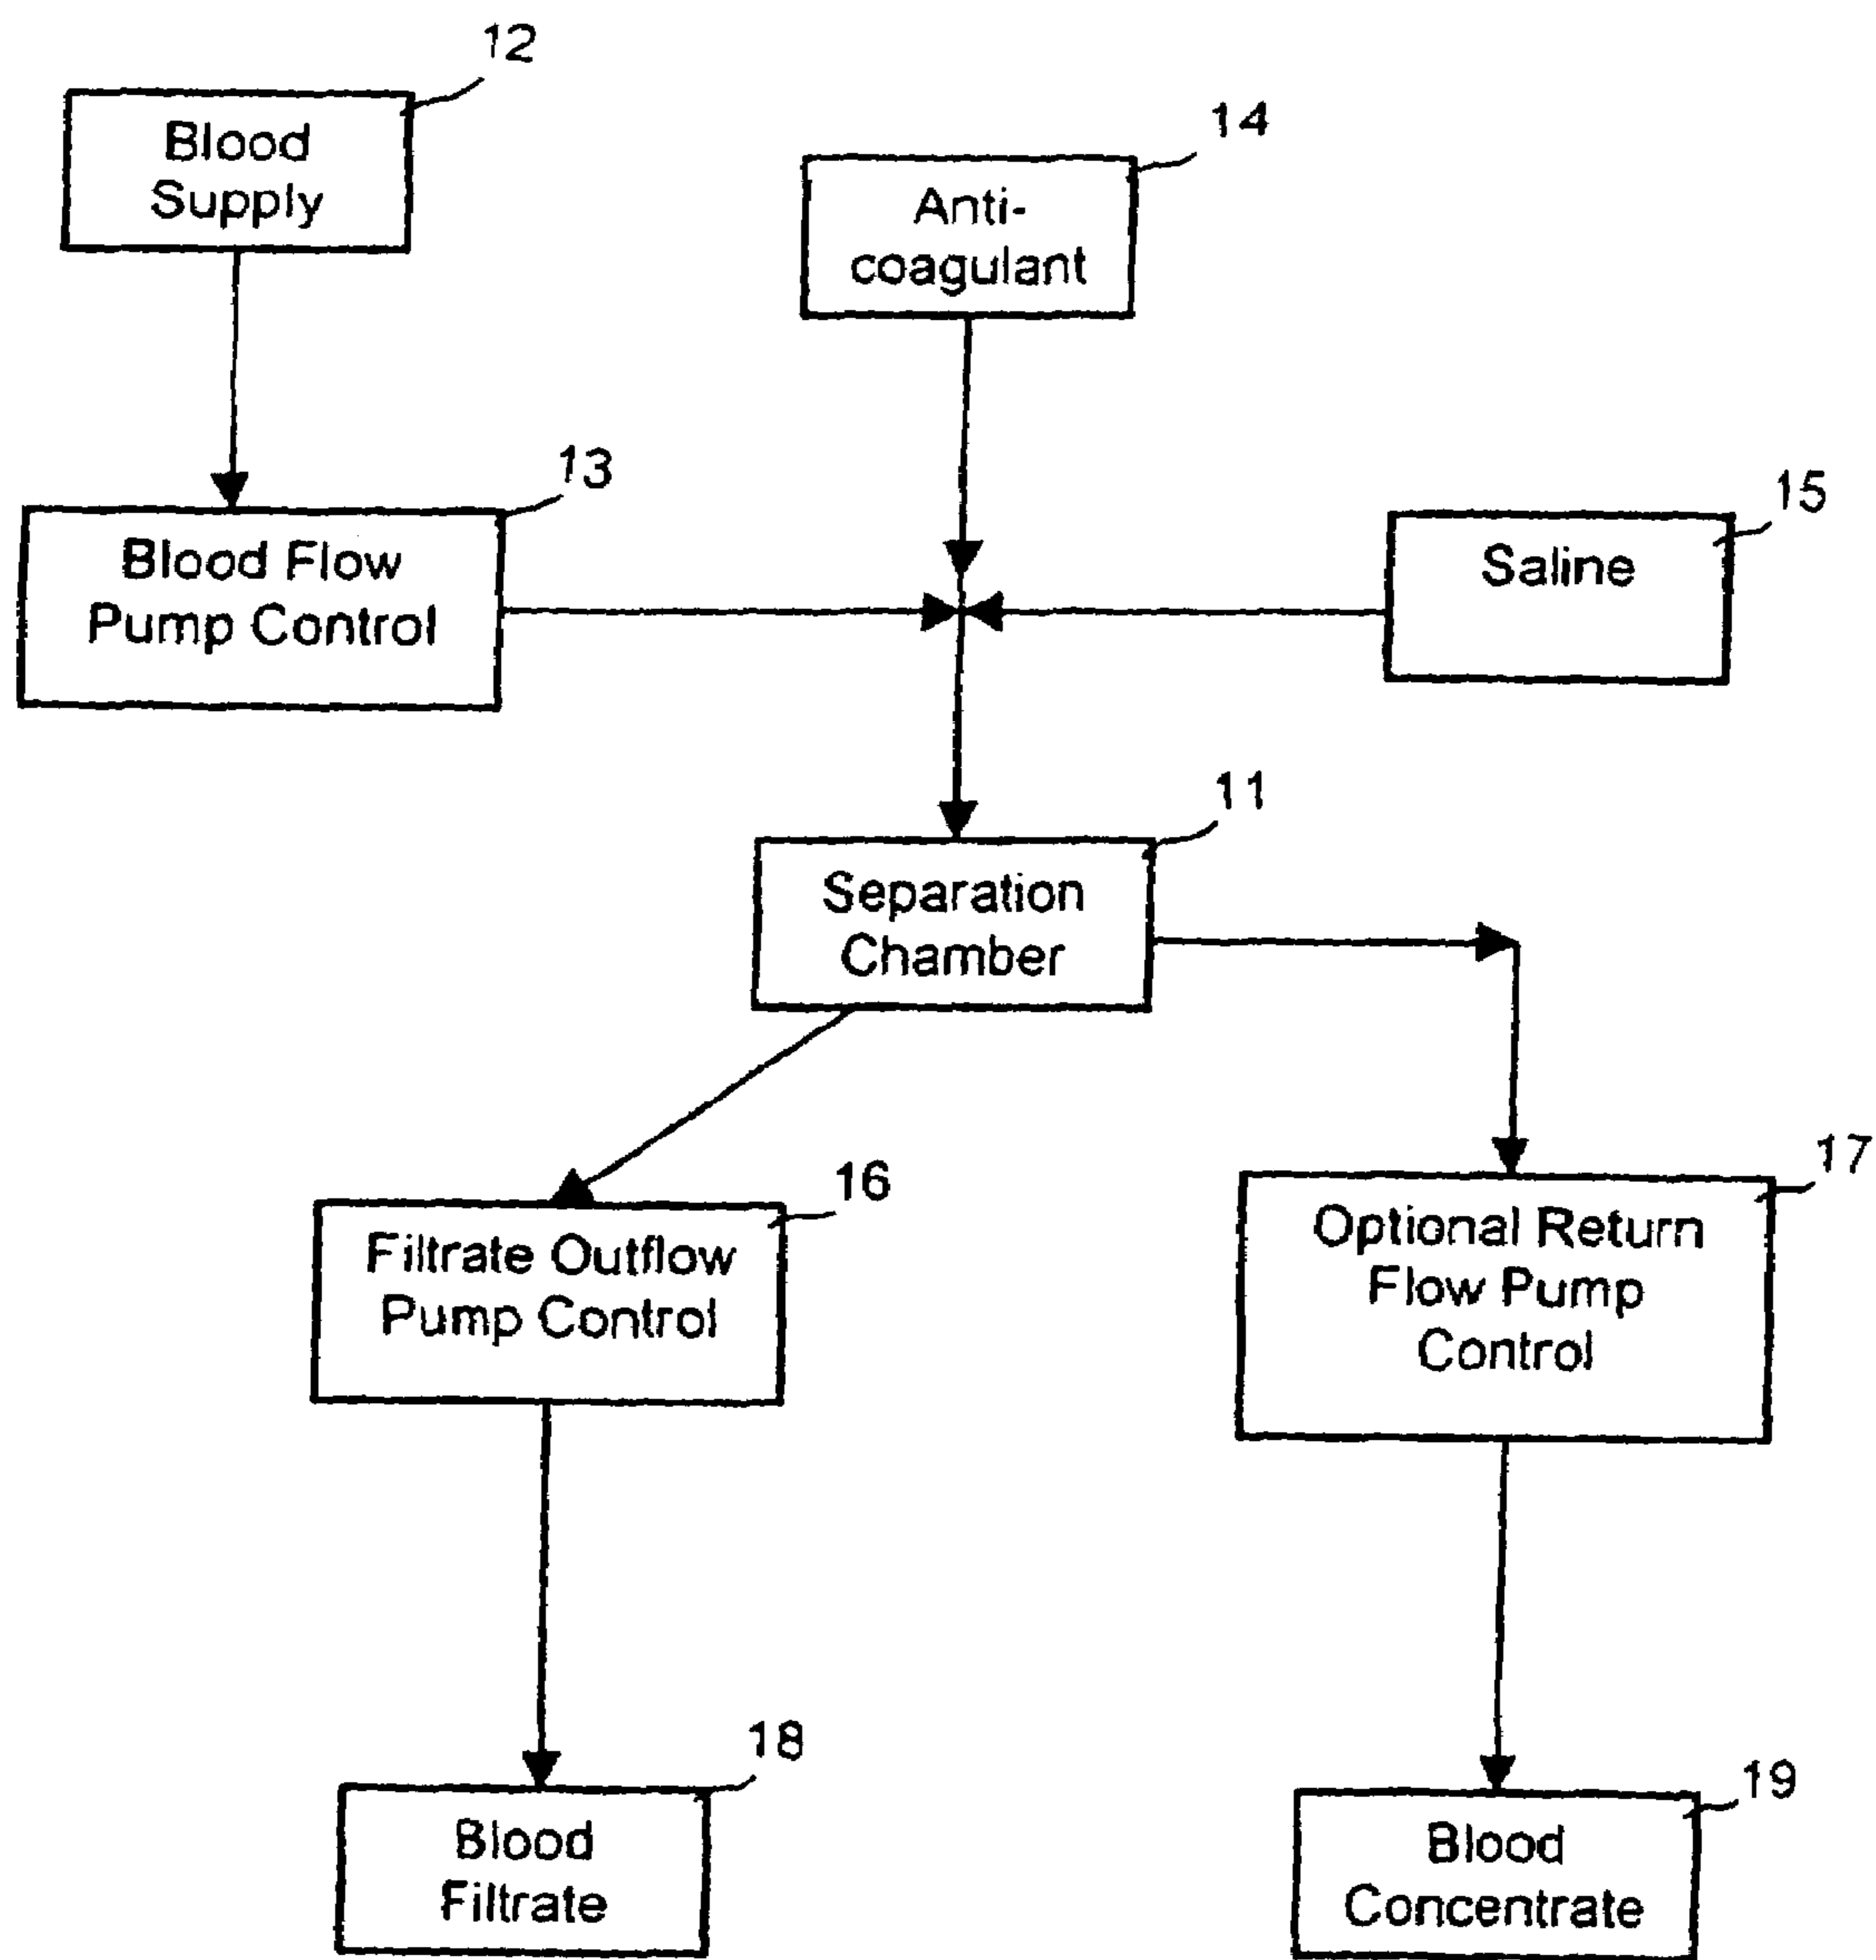 12
Blood
Supply
14
Anti-
coagulant
13
Blood Flow
Pump Control
15
Saline
11
Separation
Chamber
16
Filtrate Outflow
Pump Control
17
Optional Return
Flow Pump
Control
18
Blood
Filtrate
19
Blood
Concentrate